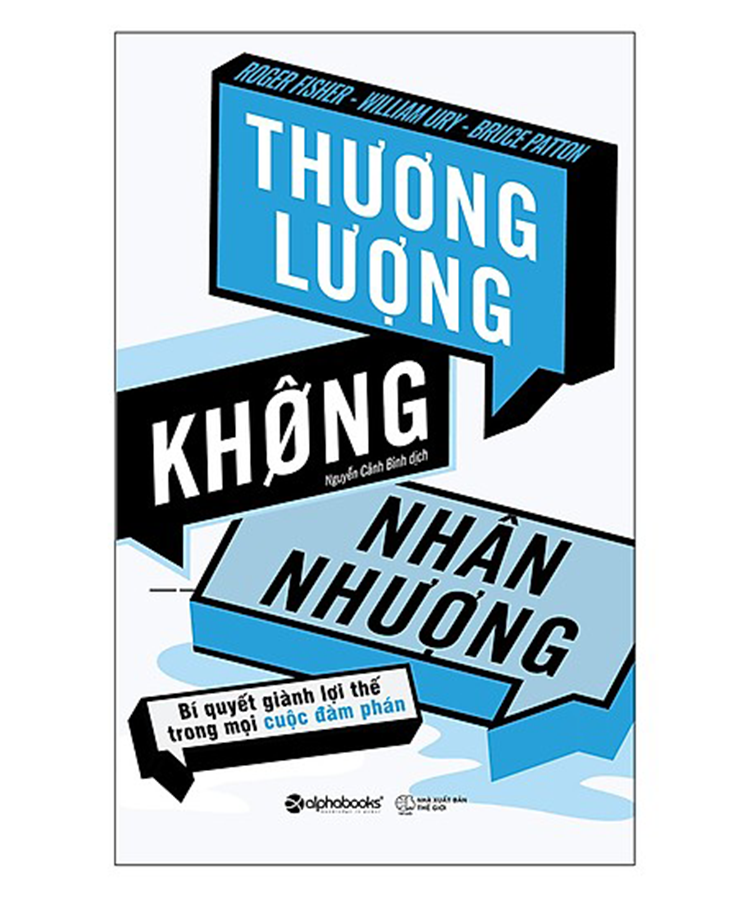 ROGER FISHER - WILLIAM URY - BRUCE PATTON
THƯƠNG
LƯỢNG
KHÔNG
Nguyễn Cảnh Bình dịch
NHÂN
NHƯỢNG
Bí quyết giành lợi thế
trong mọi cuộc đàm phán
alphabooks
NHÀ XUẤT BẢN
THẾ GIỚI